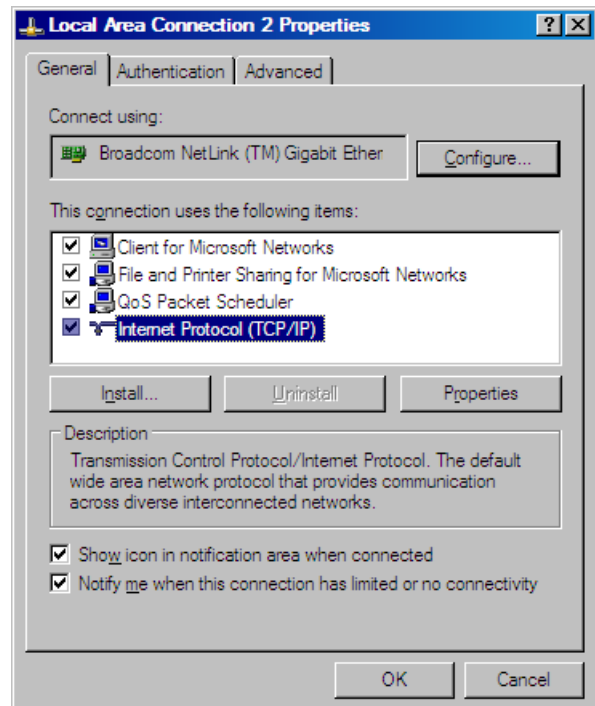 Local Area Connection 2 Properties
General Authentication Advanced
Connect using:
Broadcom NetLink (TM) Gigabit Ether Configure...
This connection uses the following items:
Client for Microsoft Networks
File and Printer Sharing for Microsoft Networks
QoS Packet Scheduler
Internet Protocol (TCP/IP)
Install... Uninstall Properties
Description
Transmission Control Protocol/Internet Protocol. The default
wide area network protocol that provides communication
across diverse interconnected networks.
Show icon in notification area when connected
Notify me when this connection has limited or no connectivity
OK Cancel